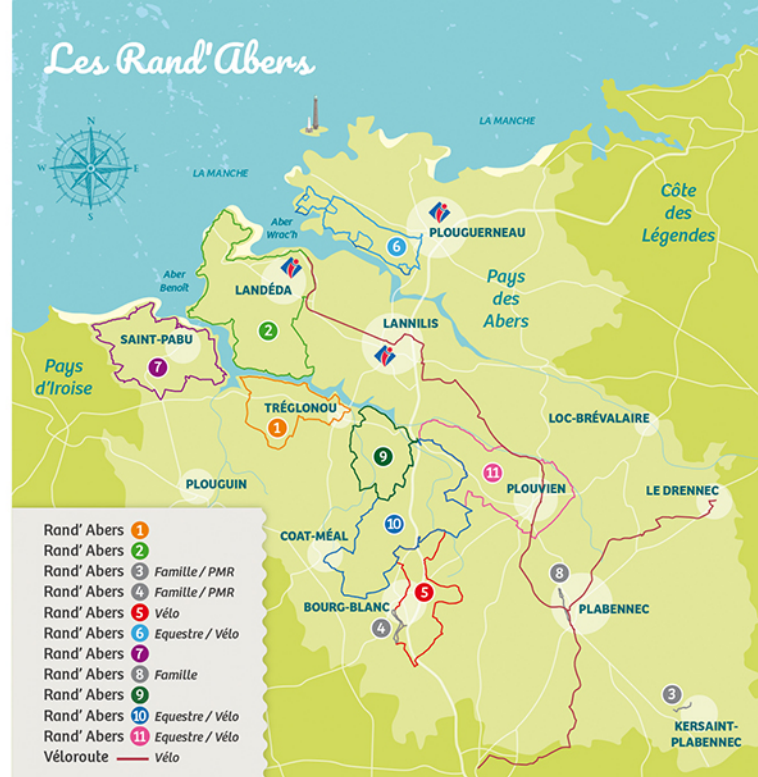 Les Rand'Abers
N
W
E
S
LA MANCHE
LA MANCHE
Côte
des
Légendes
Aber
Wrac'h
6
PLOUGUERNEAU
Aber
Benoît
LANDÉDA
Pays
des
Abers
2
LANNILIS
SAINT-PABU
7
Pays
d'Iroise
TRÉGLONOU
1
LOC-BRÉVALAIRE
9
11
PLOUVIEN
PLOUGUIN
LE DRENNEC
10
COAT-MÉAL
8
5
BOURG-BLANC
PLABENNEC
4
3
KERSAINT-
PLABENNEC
Rand' Abers 1
Rand' Abers 2
Rand' Abers 3 Famille / PMR
Rand' Abers 4 Famille / PMR
Rand' Abers 5 Vélo
Rand' Abers 6 Equestre / Vélo
Rand' Abers 7
Rand' Abers 8 Famille
Rand' Abers 9
Rand' Abers 10 Equestre / Vélo
Rand' Abers 11 Equestre / Vélo
Véloroute Vélo